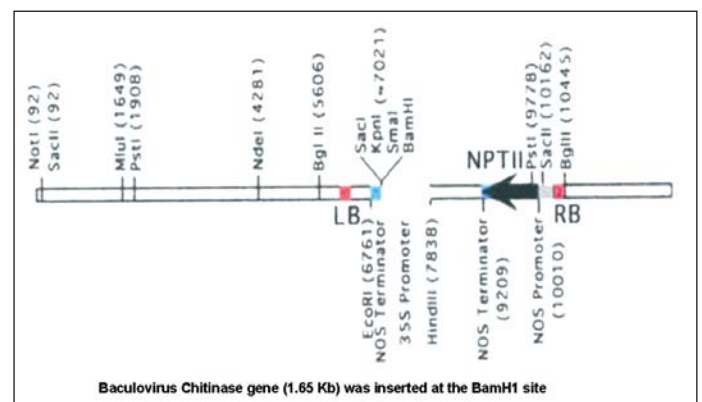 NotI (92)
SacII (92)
MluI (1649)
PstI (1908)
NdeI (4281)
Bgl II (5606)
SacI
KpnI (~7021)
SmaI
BamHI
NPTII
PstI (9778)
SacII (10162)
BglII (10445)
LB
RB
EcoRI (6761)
NOS Terminator
35S Promoter
HindIII (7838)
NOS Terminator
(9209)
NOS Promoter
(10010)
Baculovirus Chitinase gene (1.65 Kb) was inserted at the BamH1 site